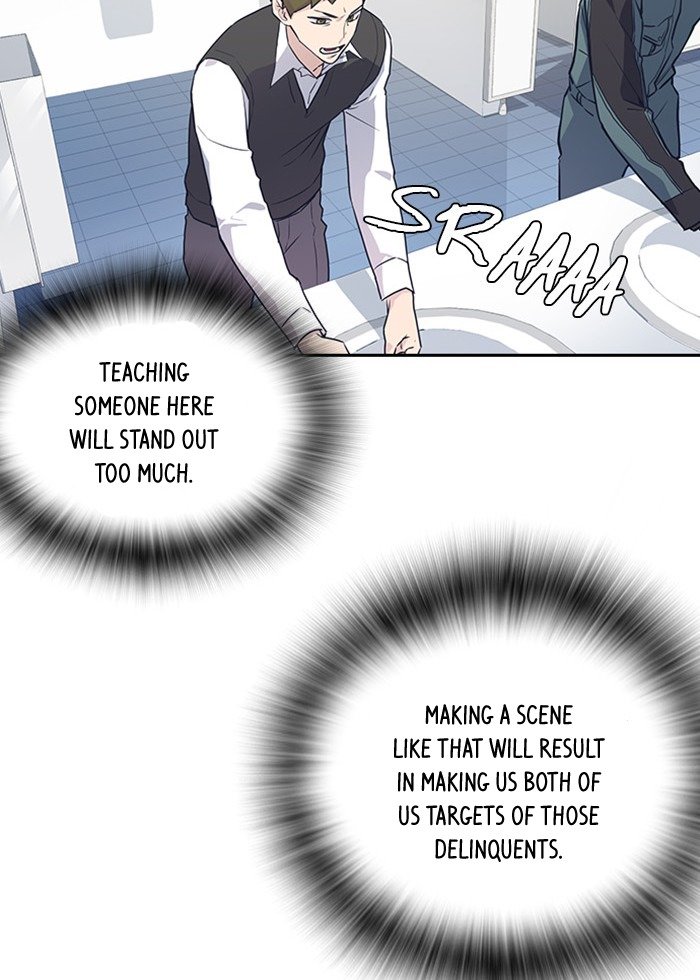 SRAAAA
TEACHING
SOMEONE HERE
WILL STAND OUT
TOO MUCH.
MAKING A SCENE
LIKE THAT WILL RESULT
IN MAKING US BOTH OF
US TARGETS OF THOSE
DELINQUENTS.